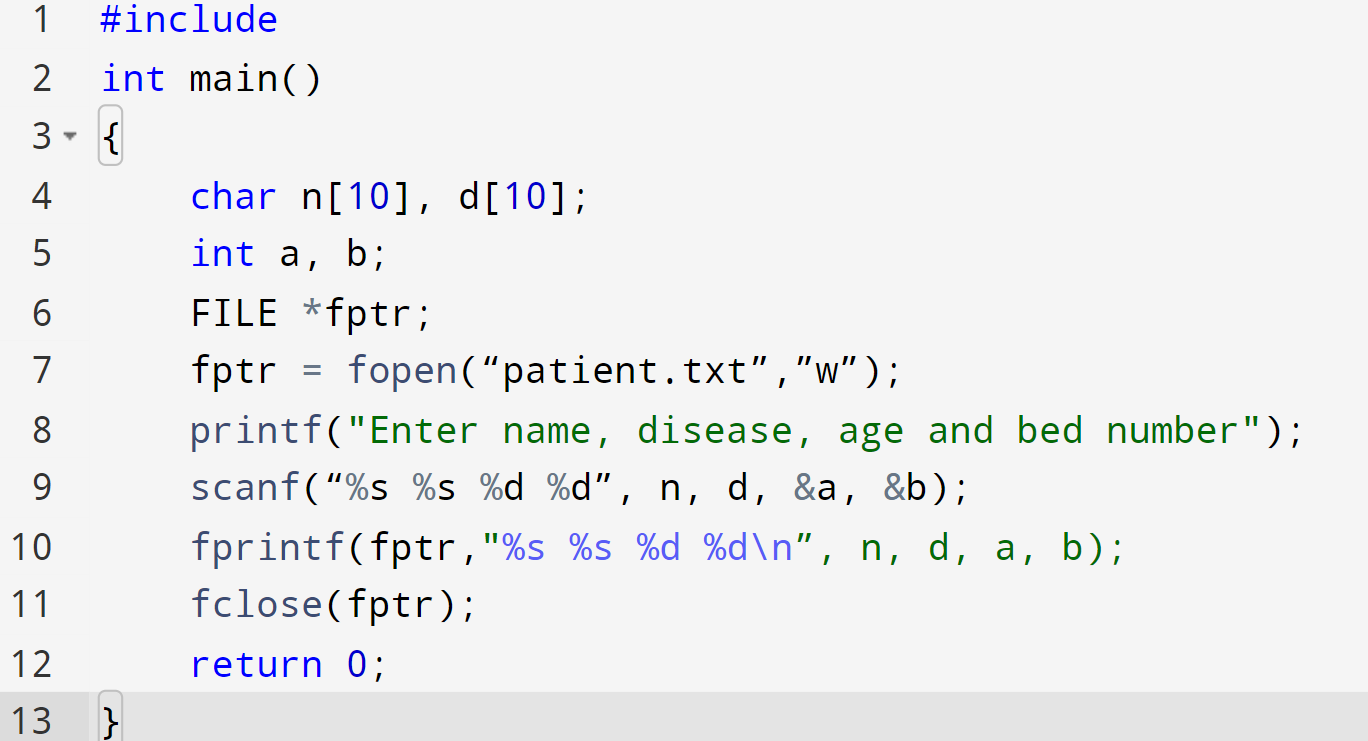 1 #include
2 int main()
3 {
4 char n[10], d[10];
5 int a, b;
6 FILE *fptr;
7 fptr = fopen(“patient.txt”,”w”);
8 printf("Enter name, disease, age and bed number");
9 scanf(“%s %s %d %d”, n, d, &a, &b);
10 fprintf(fptr,"%s %s %d %d\n”, n, d, a, b);
11 fclose(fptr);
12 return 0;
13 }